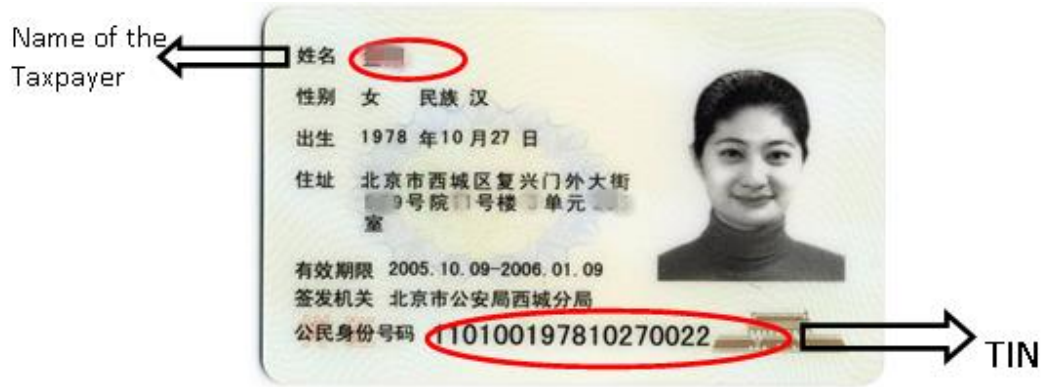 Name of the
Taxpayer
姓名
性别 女 民族 汉
出生 1978 年10 月27 日
住址 北京市西城区复兴门外大街
9号院 号楼 单元
室
有效期限 2005.10.09-2006.01.09
签发机关 北京市公安局西城分局
公民身份号码 110100197810270022
TIN